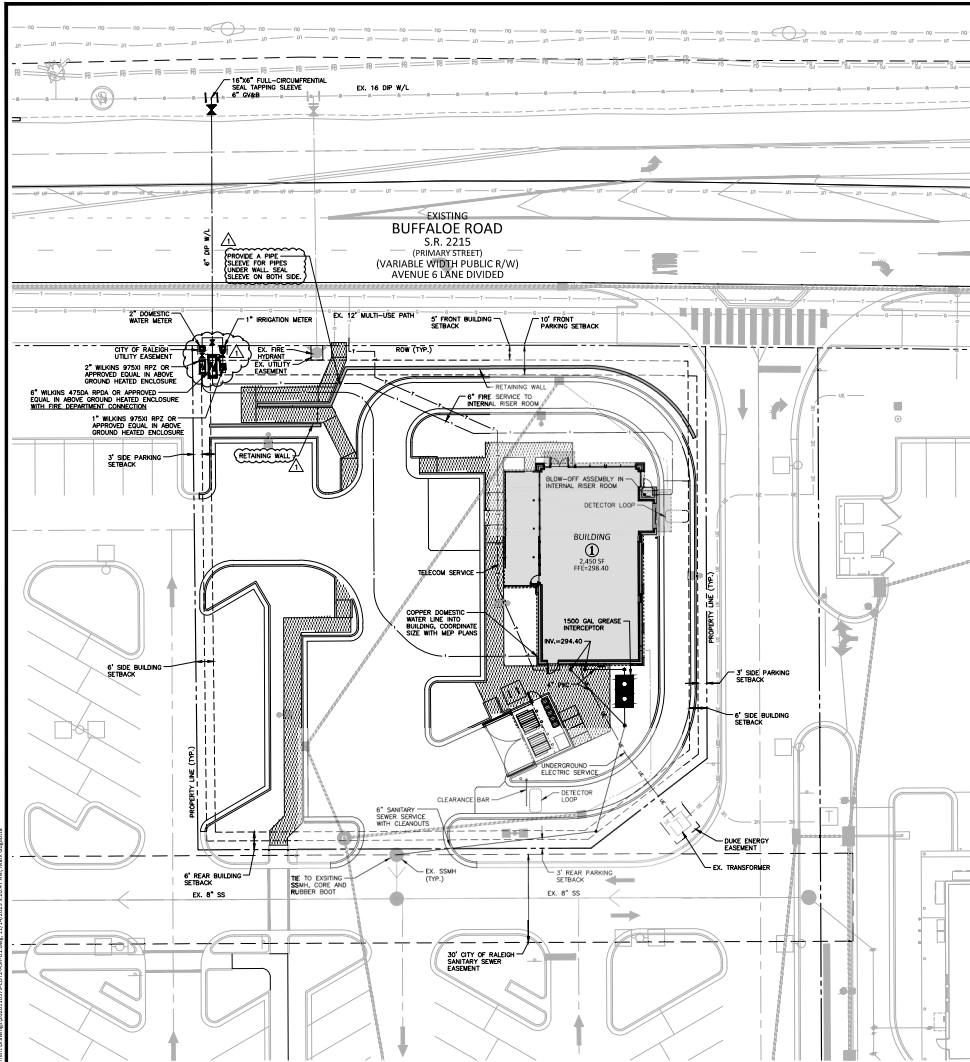 16"X6" FULL-CIRCUMFRENTIAL
SEAL TAPPING SLEEVE
6" GV&B
EX. 16 DIP W/L
6" DIP W/L
EXISTING
BUFFALOE ROAD
S.R. 2215
(PRIMARY STREET)
(VARIABLE WIDTH PUBLIC R/W)
AVENUE 6 LANE DIVIDED
1
PROVIDE A PIPE
SLEEVE FOR PIPES
UNDER WALL. SEAL
SLEEVE ON BOTH SIDE.
2" DOMESTIC
WATER METER
1" IRRIGATION METER
EX. 12' MULTI-USE PATH
5' FRONT BUILDING
SETBACK
10' FRONT
PARKING SETBACK
CITY OF RALEIGH
UTILITY EASEMENT
1
EX. FIRE
HYDRANT
EX. UTILITY
EASEMENT
ROW (TYP.)
2" WILKINS 975XI RPZ OR
APPROVED EQUAL IN ABOVE
GROUND HEATED ENCLOSURE
6" WILKINS 475DA RPDA OR APPROVED
EQUAL IN ABOVE GROUND HEATED ENCLOSURE
WITH FIRE DEPARTMENT CONNECTION
1" WILKINS 975XI RPZ OR
APPROVED EQUAL IN ABOVE
GROUND HEATED ENCLOSURE
RETAINING WALL
6" FIRE SERVICE TO
INTERNAL RISER ROOM
3' SIDE PARKING
SETBACK
RETAINING WALL
1
BLOW-OFF ASSEMBLY IN
INTERNAL RISER ROOM
DETECTOR LOOP
BUILDING
1
2,450 SF
FFE=298.40
TELECOM SERVICE
PROPERTY LINE (TYP.)
COPPER DOMESTIC
WATER LINE INTO
BUILDING, COORDINATE
SIZE WITH MEP PLANS
1500 GAL GREASE
INTERCEPTOR
INV.=294.40
6' SIDE BUILDING
SETBACK
3' SIDE PARKING
SETBACK
6' SIDE BUILDING
SETBACK
PROPERTY LINE (TYP.)
UNDERGROUND
ELECTRIC SERVICE
CLEARANCE BAR
DETECTOR
LOOP
6" SANITARY
SEWER SERVICE
WITH CLEANOUTS
DUKE ENERGY
EASEMENT
EX. TRANSFORMER
6' REAR BUILDING
SETBACK
EX. 8" SS
TIE TO EXSITING
SSMH, CORE AND
RUBBER BOOT
EX. SSMH
(TYP.)
3' REAR PARKING
SETBACK
EX. 8" SS
30' CITY OF RALEIGH
SANITARY SEWER
EASEMENT